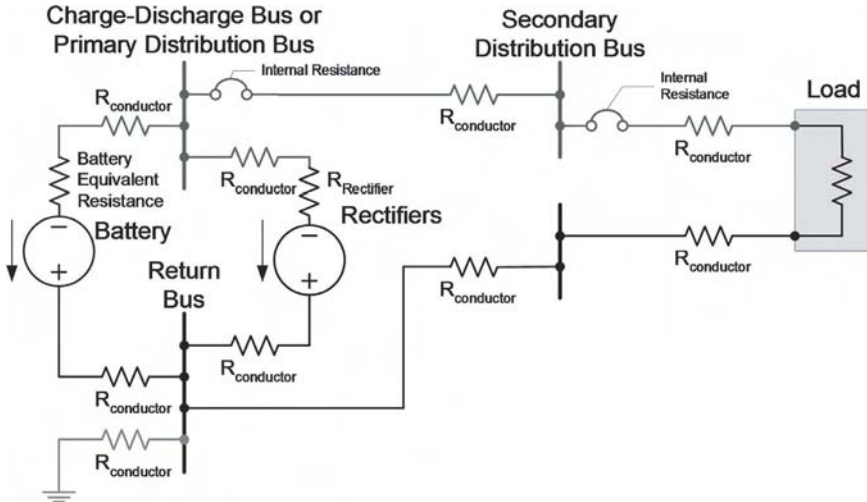 Charge-Discharge Bus or
Primary Distribution Bus
Secondary
Distribution Bus
Internal Resistance
Internal
Resistance
Load
Rconductor
Rconductor
Rconductor
Battery
Equivalent
Resistance
Rconductor
RRectifier
Battery
Rectifiers
−
+
−
+
Return
Bus
Rconductor
Rconductor
Rconductor
Rconductor
Rconductor